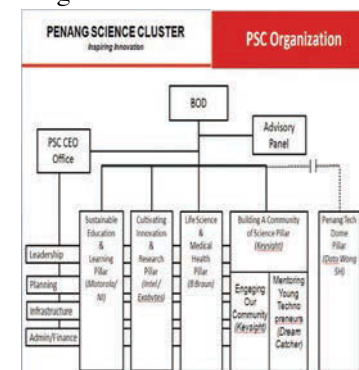 PENANG SCIENCE CLUSTER
Inspiring Innovation
PSC Organization
BOD
PSC CEO
Office
Advisory
Panel
Sustainable
Education
&
Learning
Pillar
(Motorola/
NI)
Cultivating
Innovation
&
Research
Pillar
(Intel /
Exabytes)
Life Science
&
Medical
Health
Pillar
(B Braun)
Building A Community
of Science Pillar
(Keysight)
Engaging
Our
Community
(Keysight)
Mentoring
Young
Techno
preneurs
(Dream
Catcher)
Penang Tech
Dome
Pillar
(Dato Wong
SH)
Leadership
Planning
Infrastructure
Admin/Finance